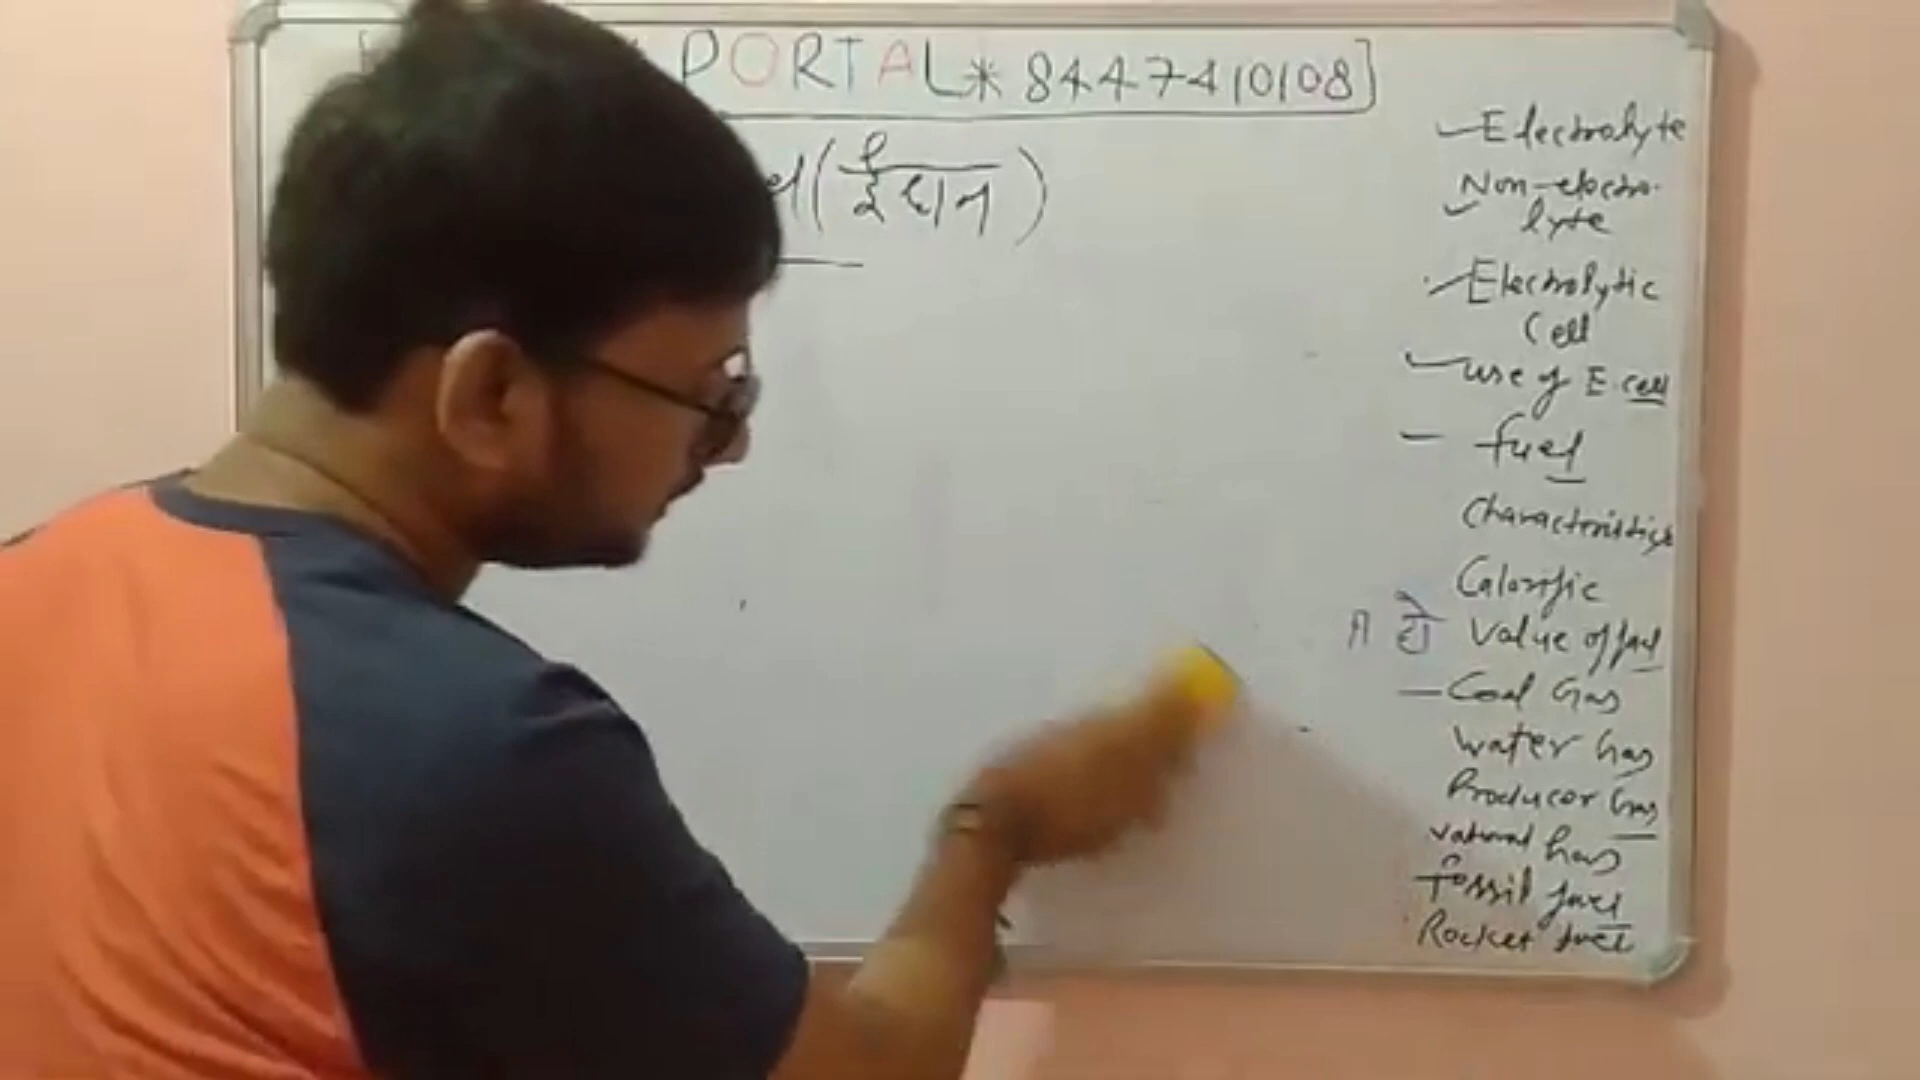 PORTAL * 8447410108]
(ईंधन)
Electrolyte
Non-electro-
lyte
Electrolytic
Cell
use of E. cell
fuel
Characteristics
Calorific
Value of fuel
Coal Gas
Water Gas
Producer Gas
Natural Gas
Fossil fuel
Rocket fuel